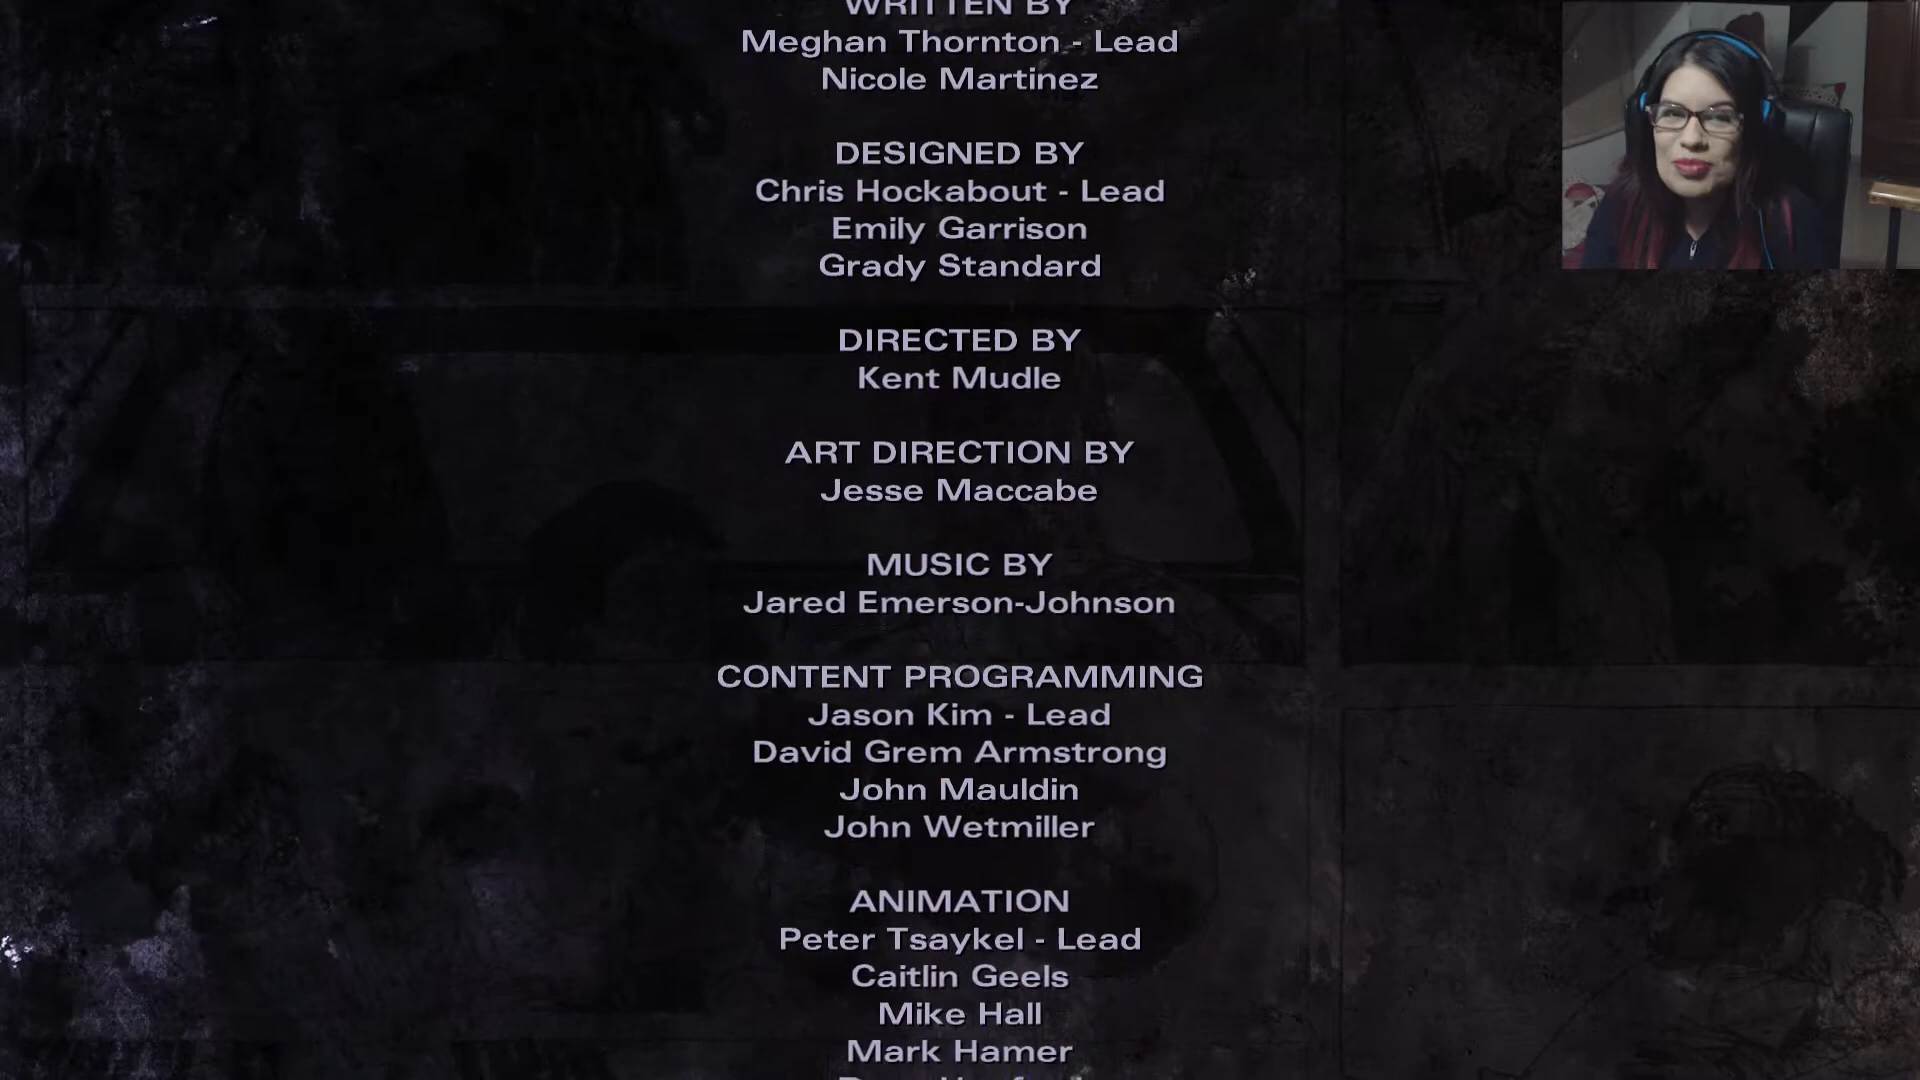 WRITTEN BY
Meghan Thornton - Lead
Nicole Martinez
DESIGNED BY
Chris Hockabout - Lead
Emily Garrison
Grady Standard
DIRECTED BY
Kent Mudle
ART DIRECTION BY
Jesse Maccabe
MUSIC BY
Jared Emerson-Johnson
CONTENT PROGRAMMING
Jason Kim - Lead
David Grem Armstrong
John Mauldin
John Wetmiller
ANIMATION
Peter Tsaykel - Lead
Caitlin Geels
Mike Hall
Mark Hamer